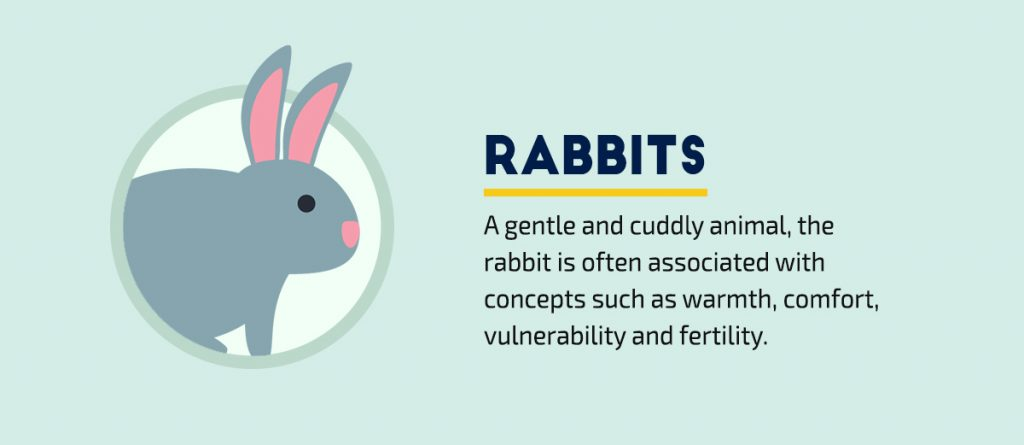 RABBITS
A gentle and cuddly animal, the
rabbit is often associated with
concepts such as warmth, comfort,
vulnerability and fertility.